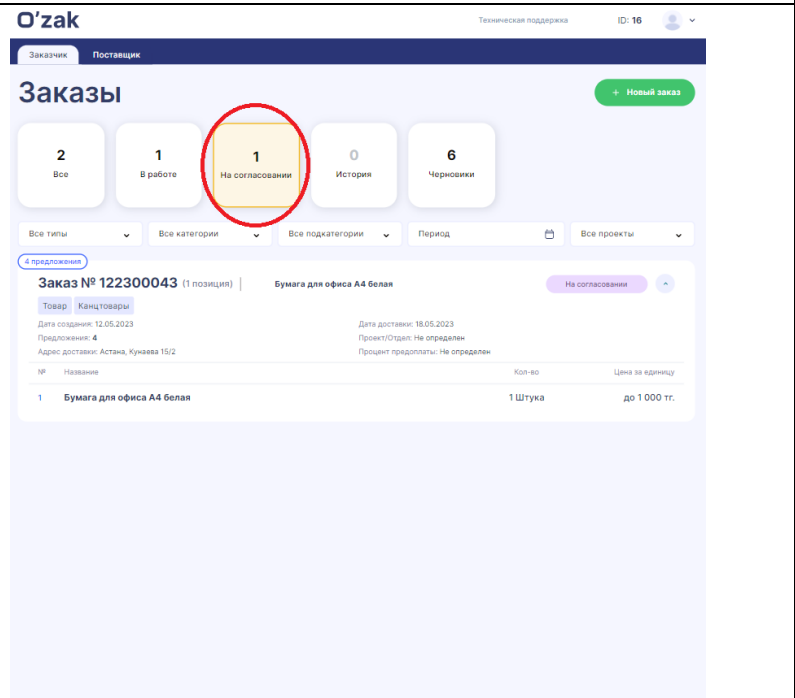 O'zak
Техническая поддержка
ID: 16
Заказчик Поставщик
Заказы
+ Новый заказ
2 1 1 0 6
Все В работе На согласовании История Черновики
Все типы Все категории Все подкатегории Период Все проекты
4 предложения
Заказ № 122300043 (1 позиция) | Бумага для офиса А4 белая На согласовании
Товар Канцтовары
Дата создания: 12.05.2023 Дата доставки: 18.05.2023
Предложения: 4 Проект/Отдел: Не определен
Адрес доставки: Астана, Кунаева 15/2 Процент предоплаты: Не определен
№ Название Кол-во Цена за единицу
1 Бумага для офиса А4 белая 1 Штука до 1 000 тг.